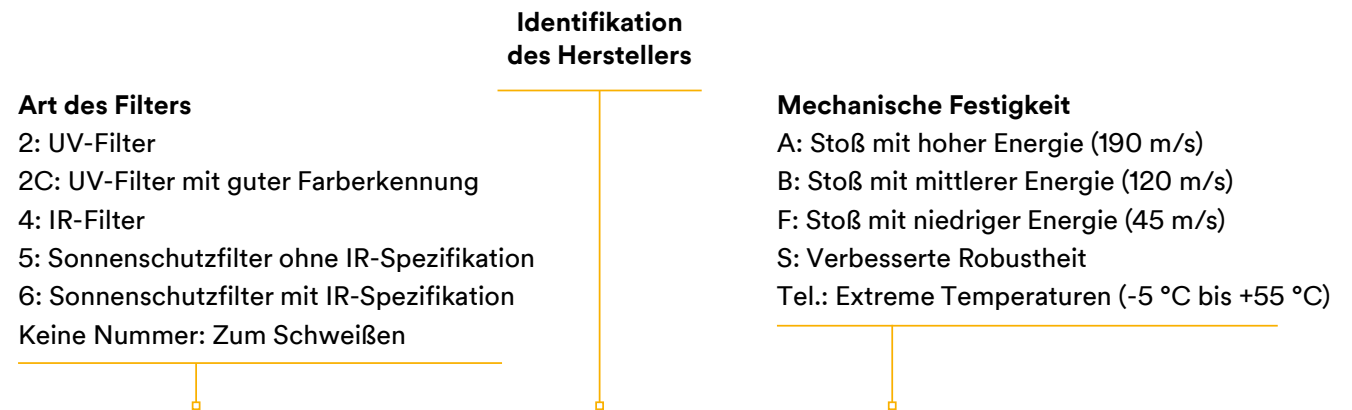 Identifikation
des Herstellers
Art des Filters
2: UV-Filter
2C: UV-Filter mit guter Farberkennung
4: IR-Filter
5: Sonnenschutzfilter ohne IR-Spezifikation
6: Sonnenschutzfilter mit IR-Spezifikation
Keine Nummer: Zum Schweißen
Mechanische Festigkeit
A: Stoß mit hoher Energie (190 m/s)
B: Stoß mit mittlerer Energie (120 m/s)
F: Stoß mit niedriger Energie (45 m/s)
S: Verbesserte Robustheit
Tel.: Extreme Temperaturen (-5 °C bis +55 °C)